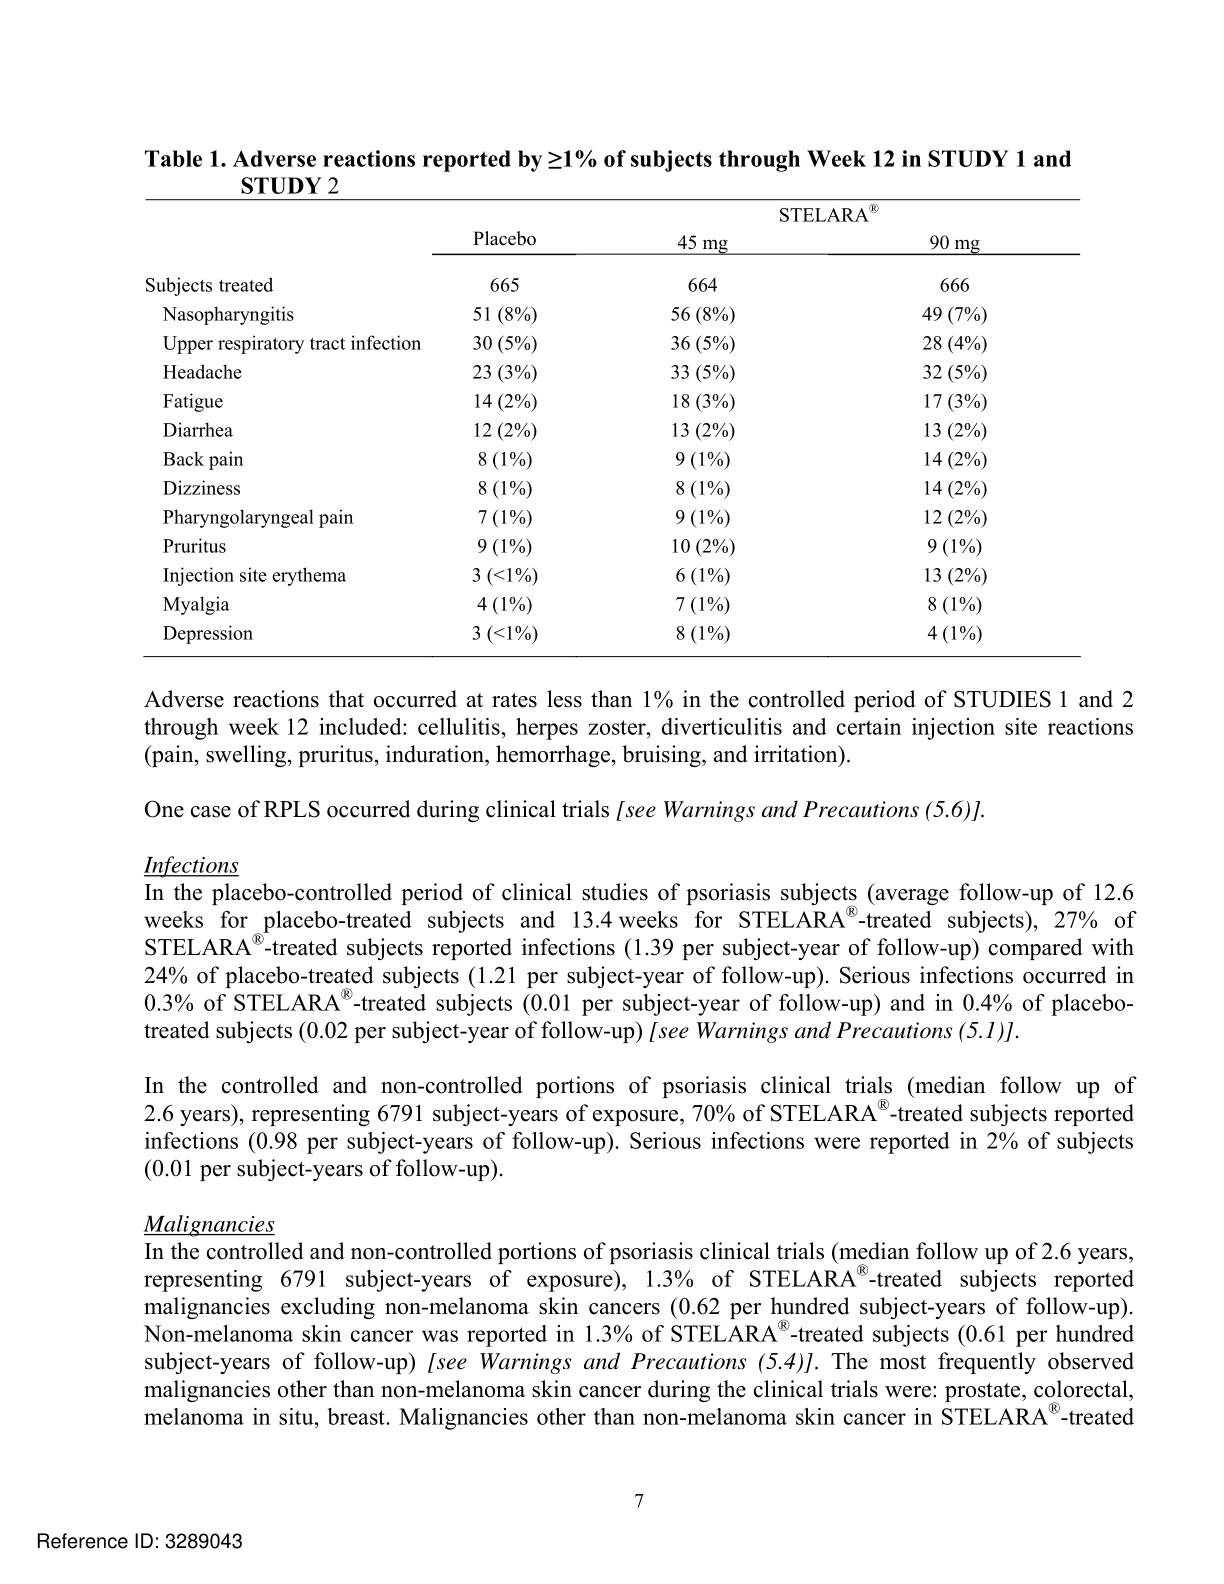 Table 1. Adverse reactions reported by ≥1% of subjects through Week 12 in STUDY 1 and
STUDY 2
STELARA®
Placebo 45 mg 90 mg
Subjects treated 665 664 666
Nasopharyngitis 51 (8%) 56 (8%) 49 (7%)
Upper respiratory tract infection 30 (5%) 36 (5%) 28 (4%)
Headache 23 (3%) 33 (5%) 32 (5%)
Fatigue 14 (2%) 18 (3%) 17 (3%)
Diarrhea 12 (2%) 13 (2%) 13 (2%)
Back pain 8 (1%) 9 (1%) 14 (2%)
Dizziness 8 (1%) 8 (1%) 14 (2%)
Pharyngolaryngeal pain 7 (1%) 9 (1%) 12 (2%)
Pruritus 9 (1%) 10 (2%) 9 (1%)
Injection site erythema 3 (<1%) 6 (1%) 13 (2%)
Myalgia 4 (1%) 7 (1%) 8 (1%)
Depression 3 (<1%) 8 (1%) 4 (1%)
Adverse reactions that occurred at rates less than 1% in the controlled period of STUDIES 1 and 2
through week 12 included: cellulitis, herpes zoster, diverticulitis and certain injection site reactions
(pain, swelling, pruritus, induration, hemorrhage, bruising, and irritation).
One case of RPLS occurred during clinical trials [see Warnings and Precautions (5.6)].
Infections
In the placebo-controlled period of clinical studies of psoriasis subjects (average follow-up of 12.6
weeks for placebo-treated subjects and 13.4 weeks for STELARA®-treated subjects), 27% of
STELARA®-treated subjects reported infections (1.39 per subject-year of follow-up) compared with
24% of placebo-treated subjects (1.21 per subject-year of follow-up). Serious infections occurred in
0.3% of STELARA®-treated subjects (0.01 per subject-year of follow-up) and in 0.4% of placebo-
treated subjects (0.02 per subject-year of follow-up) [see Warnings and Precautions (5.1)].
In the controlled and non-controlled portions of psoriasis clinical trials (median follow up of
2.6 years), representing 6791 subject-years of exposure, 70% of STELARA®-treated subjects reported
infections (0.98 per subject-years of follow-up). Serious infections were reported in 2% of subjects
(0.01 per subject-years of follow-up).
Malignancies
In the controlled and non-controlled portions of psoriasis clinical trials (median follow up of 2.6 years,
representing 6791 subject-years of exposure), 1.3% of STELARA®-treated subjects reported
malignancies excluding non-melanoma skin cancers (0.62 per hundred subject-years of follow-up).
Non-melanoma skin cancer was reported in 1.3% of STELARA®-treated subjects (0.61 per hundred
subject-years of follow-up) [see Warnings and Precautions (5.4)]. The most frequently observed
malignancies other than non-melanoma skin cancer during the clinical trials were: prostate, colorectal,
melanoma in situ, breast. Malignancies other than non-melanoma skin cancer in STELARA®-treated
7
Reference ID: 3289043